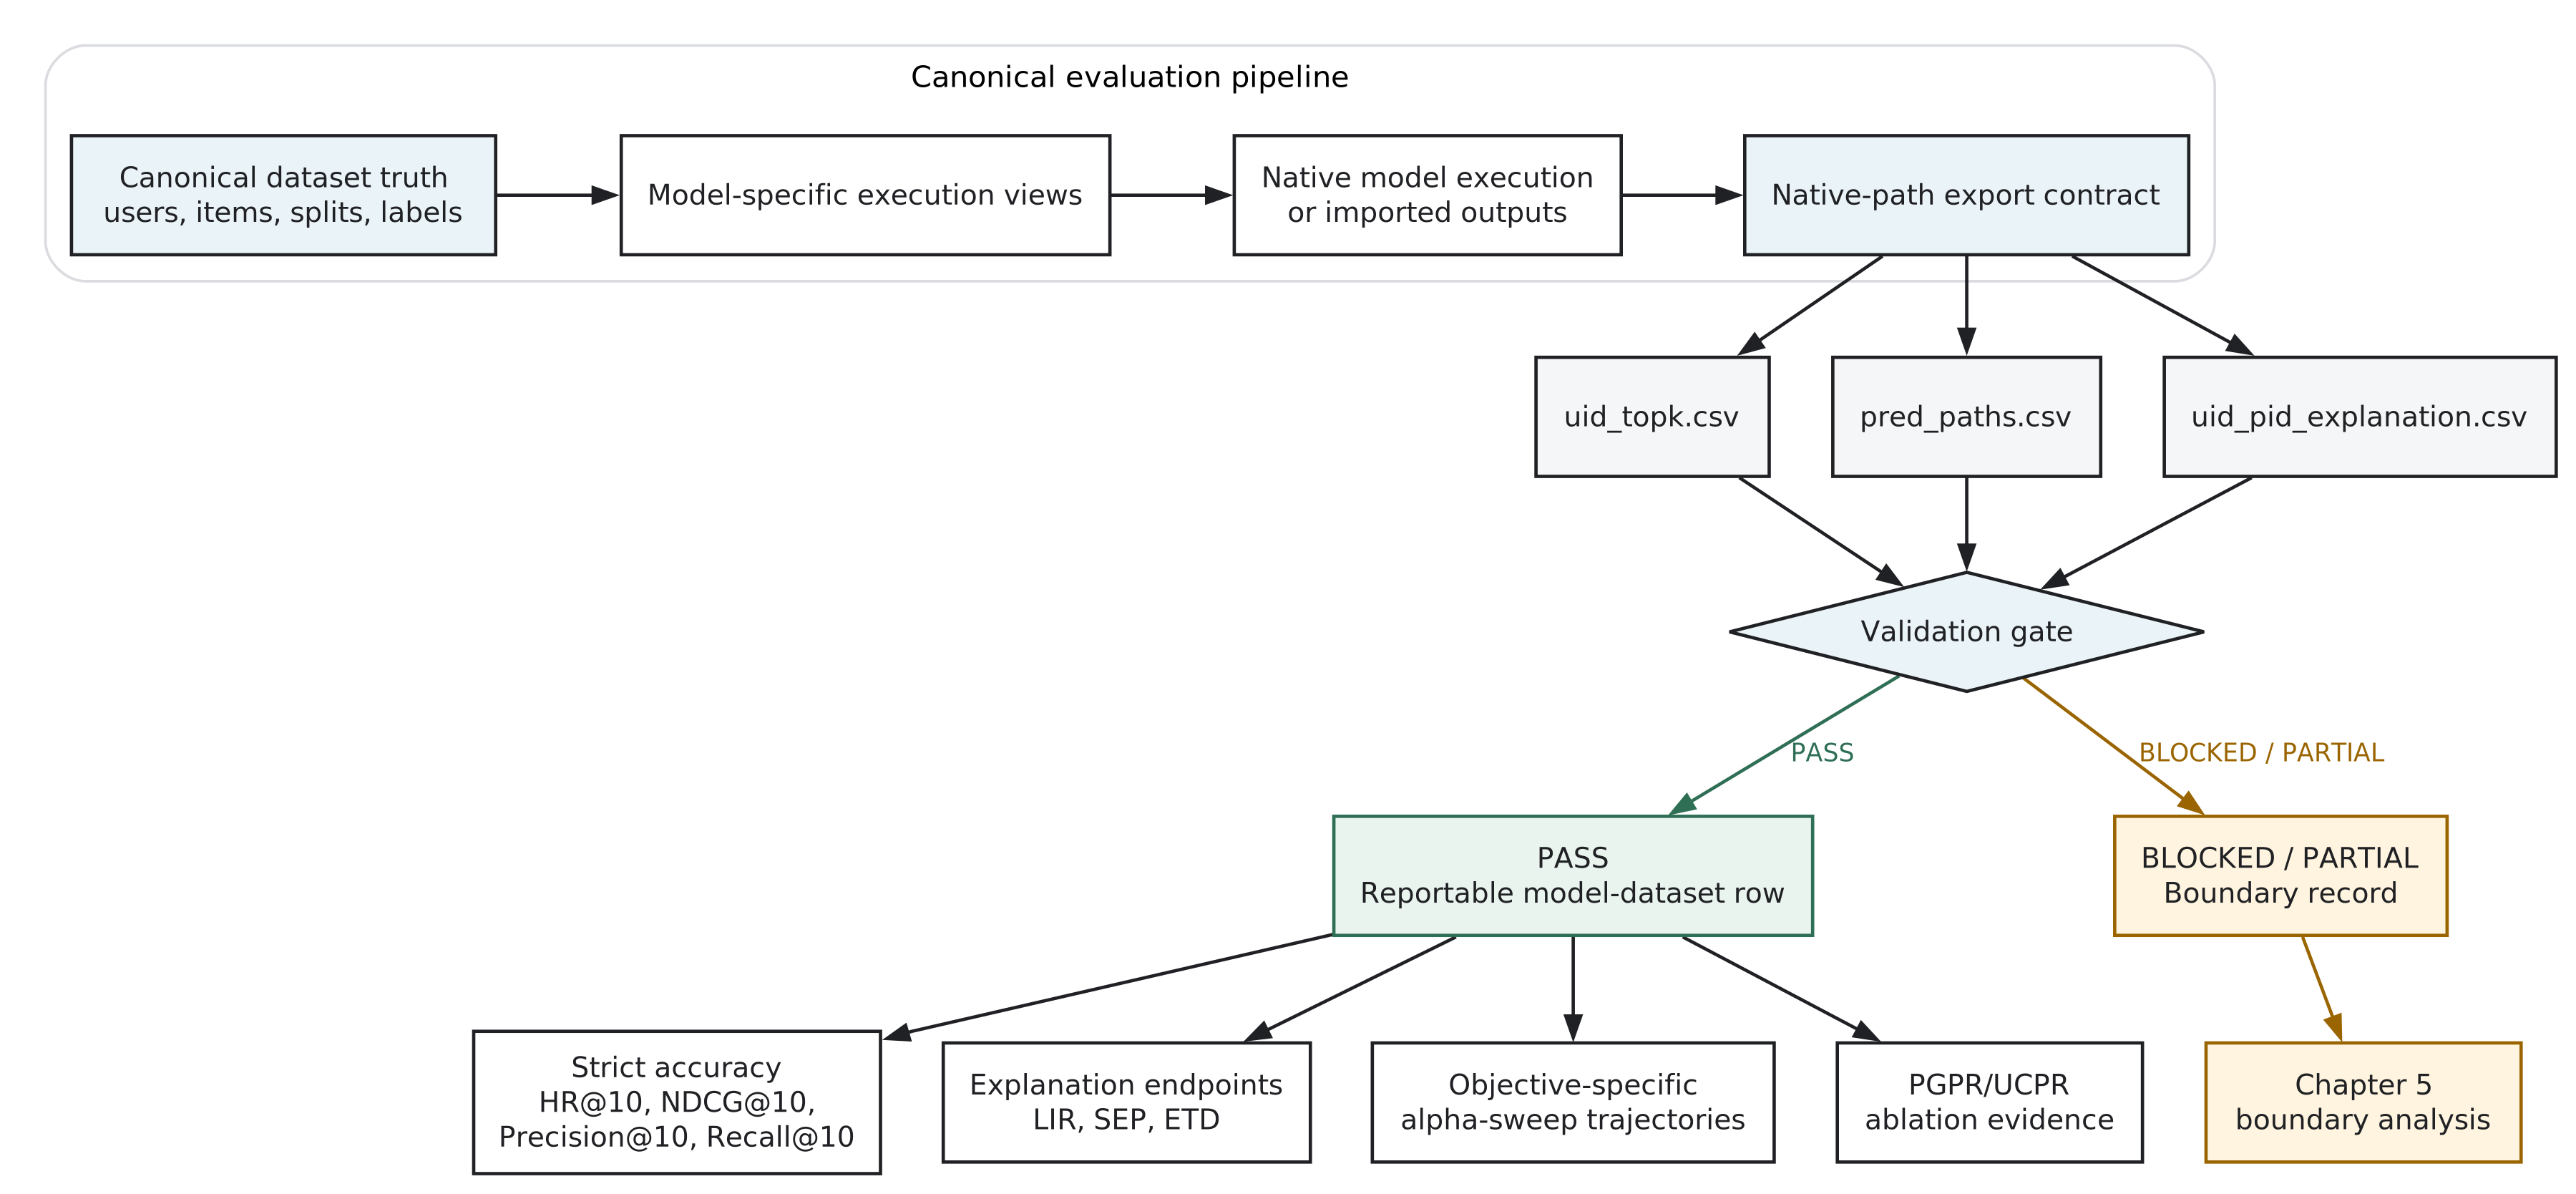 Canonical evaluation pipeline
Canonical dataset truth
users, items, splits, labels
Model-specific execution views
Native model execution
or imported outputs
Native-path export contract
uid_topk.csv
pred_paths.csv
uid_pid_explanation.csv
Validation gate
PASS
BLOCKED / PARTIAL
PASS
Reportable model-dataset row
BLOCKED / PARTIAL
Boundary record
Strict accuracy
HR@10, NDCG@10,
Precision@10, Recall@10
Explanation endpoints
LIR, SEP, ETD
Objective-specific
alpha-sweep trajectories
PGPR/UCPR
ablation evidence
Chapter 5
boundary analysis